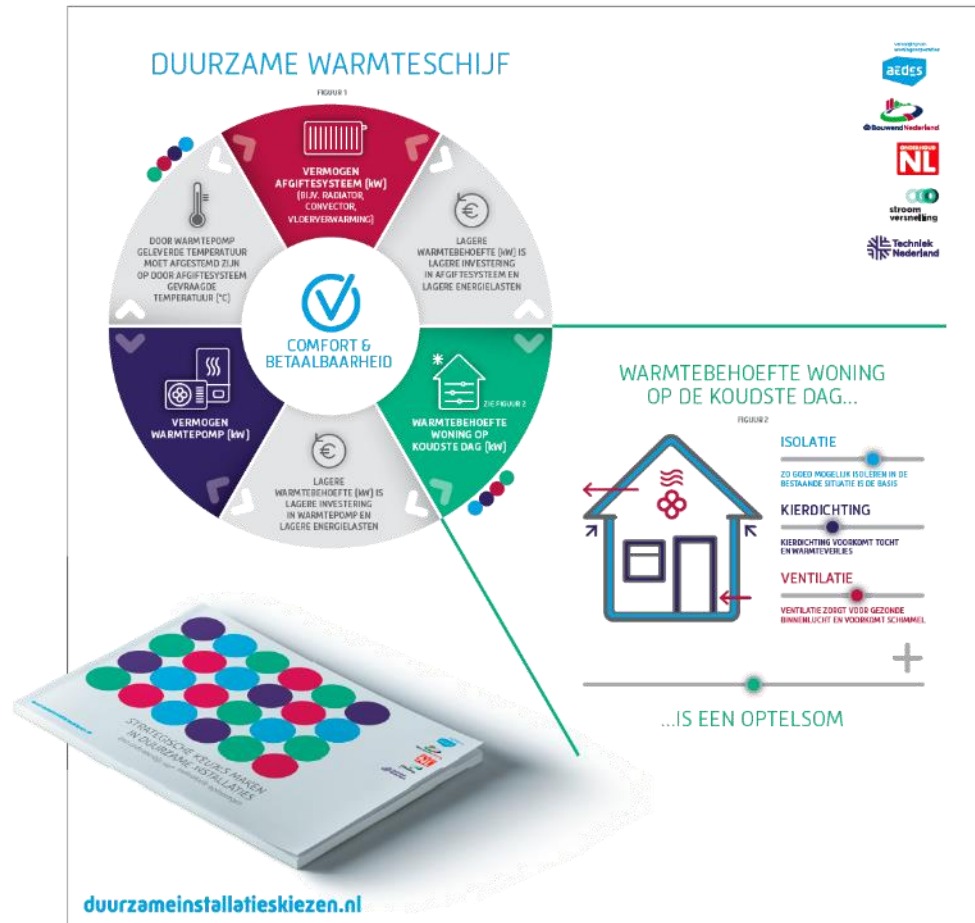 DUURZAME WARMTESCHIJF
FIGUUR 1
VERMOGEN
AFGIFTESYSTEEM (kW)
(BIJV. RADIATOR,
CONVECTOR,
VLOERVERWARMING)
LAGERE
WARMTEBEHOEFTE (kW) IS
LAGERE INVESTERING
IN AFGIFTESYSTEEM EN
LAGERE ENERGIELASTEN
ZIE FIGUUR 2
WARMTEBEHOEFTE
WONING OP
KOUDSTE DAG (kW)
LAGERE
WARMTEBEHOEFTE (kW) IS
LAGERE INVESTERING
IN WARMTEPOMP EN
LAGERE ENERGIELASTEN
VERMOGEN
WARMTEPOMP (kW)
DOOR WARMTEPOMP
GELEVERDE TEMPERATUUR
MOET AFGESTEMD ZIJN
OP DOOR AFGIFTESYSTEEM
GEVRAAGDE
TEMPERATUUR (°C)
COMFORT &
BETAALBAARHEID
aedes
Bouwend Nederland
ONDERHOUD
NL
stroom
versnelling
Techniek
Nederland
WARMTEBEHOEFTE WONING
OP DE KOUDSTE DAG...
FIGUUR 2
ISOLATIE
ZO GOED MOGELIJK ISOLEREN IN DE
BESTAANDE SITUATIE IS DE BASIS
KIERDICHTING
KIERDICHTING VOORKOMT TOCHT
EN WARMTEVERLIES
VENTILATIE
VENTILATIE ZORGT VOOR GEZONDE
BINNENLUCHT EN VOORKOMT SCHIMMEL
...IS EEN OPTELSOM
STRATEGISCHE KEUZES MAKEN
IN DUURZAME INSTALLATIES
NL
duurzameinstallatieskiezen.nl